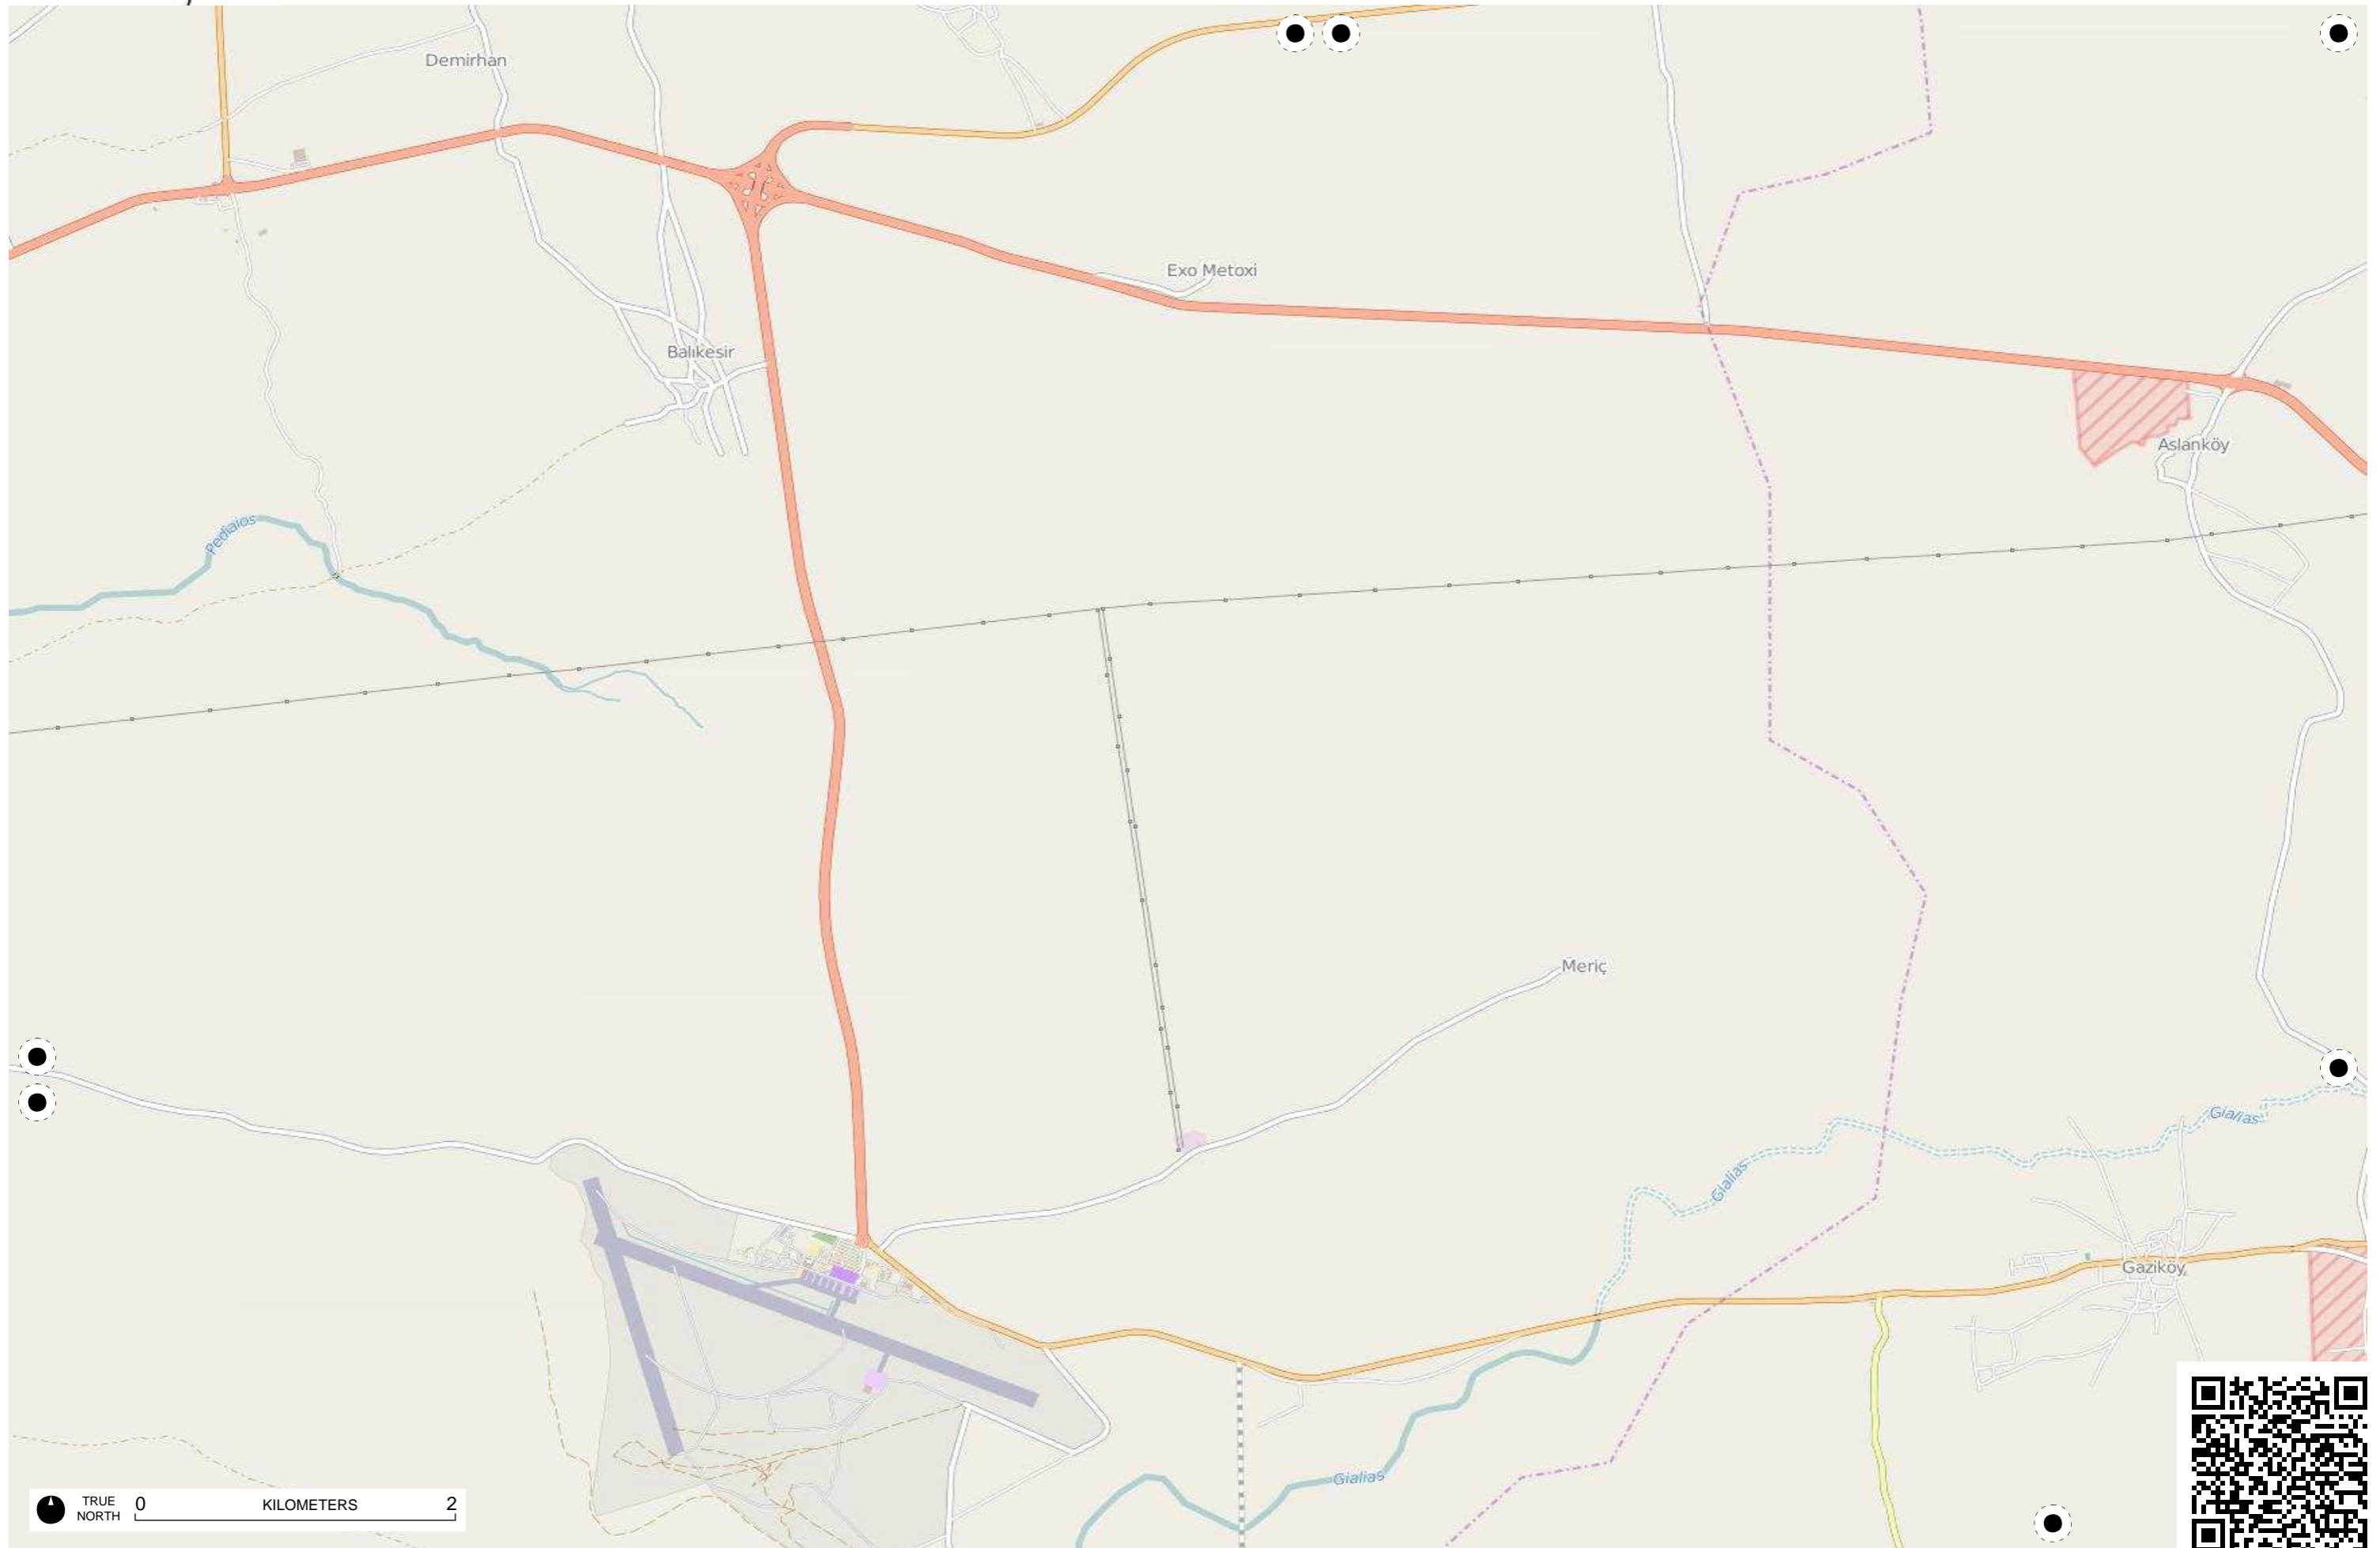 Demirhan
Exo Metoxi
Balıkesir
Aslanköy
Pediaios
Meriç
Gialias
Gialias
Gaziköy
Gialias
TRUE
NORTH
0 KILOMETERS 2